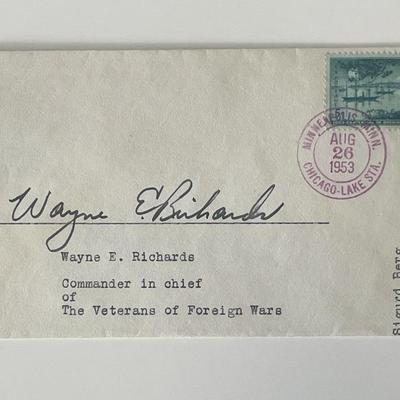 MINNEAPOLIS, MINN.
AUG
26
1953
CHICAGO-LAKE STA.
Wayne E. Richards
Wayne E. Richards
Commander in chief
of
The Veterans of Foreign Wars
Sigurd Berg